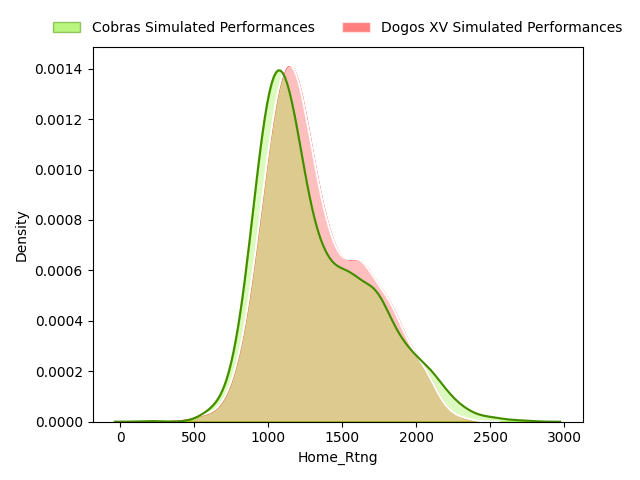 Cobras Simulated Performances Dogos XV Simulated Performances
0.0014
0.0012
0.0010
0.0008
0.0006
0.0004
0.0002
0.0000
Density
0 500 1000 1500 2000 2500 3000
Home_Rtng